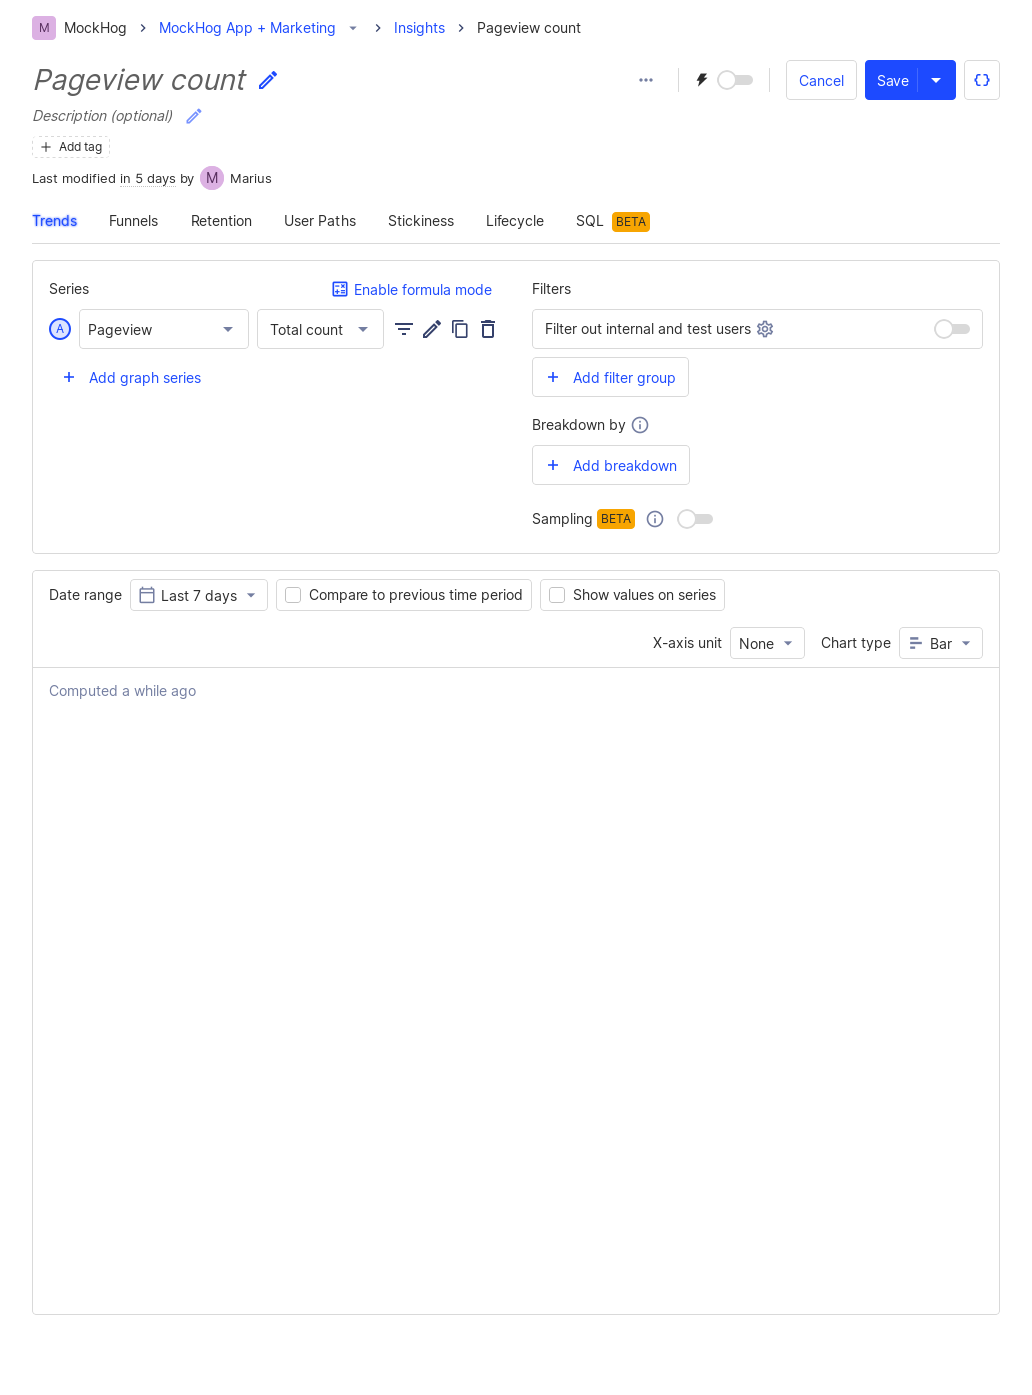 M MockHog MockHog App + Marketing Insights Pageview count
Pageview count
Cancel Save
Description (optional)
Add tag
Last modified in 5 days by M Marius
Trends Funnels Retention User Paths Stickiness Lifecycle SQL BETA
Series Enable formula mode
A Pageview Total count
Add graph series
Filters
Filter out internal and test users
Add filter group
Breakdown by
Add breakdown
Sampling BETA
Date range Last 7 days Compare to previous time period Show values on series
X-axis unit None Chart type Bar
Computed a while ago